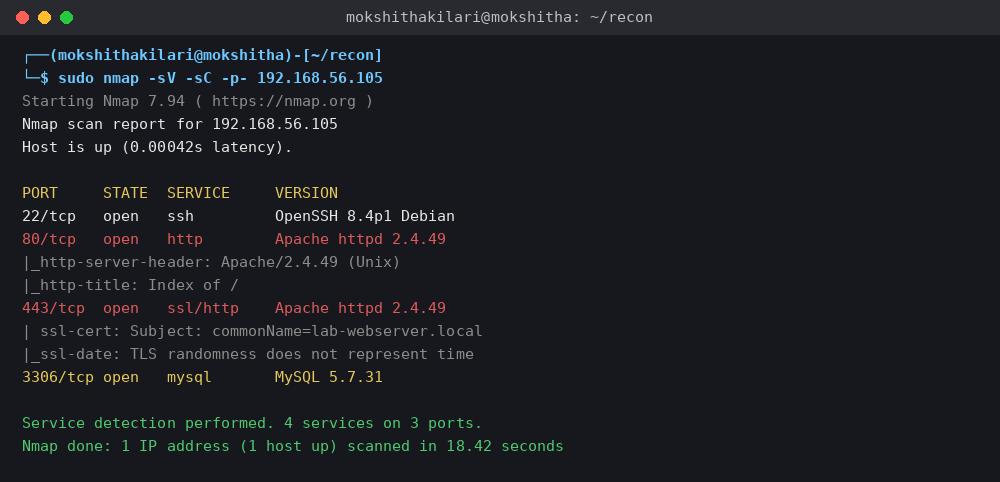 mokshithakilari@mokshitha: ~/recon
┌──(mokshithakilari@mokshitha)-[~/recon]
└─$ sudo nmap -sV -sC -p- 192.168.56.105
Starting Nmap 7.94 ( https://nmap.org )
Nmap scan report for 192.168.56.105
Host is up (0.00042s latency).
PORT     STATE  SERVICE     VERSION
22/tcp   open   ssh         OpenSSH 8.4p1 Debian
80/tcp   open   http        Apache httpd 2.4.49
|_http-server-header: Apache/2.4.49 (Unix)
|_http-title: Index of /
443/tcp  open   ssl/http    Apache httpd 2.4.49
| ssl-cert: Subject: commonName=lab-webserver.local
|_ssl-date: TLS randomness does not represent time
3306/tcp open   mysql       MySQL 5.7.31
Service detection performed. 4 services on 3 ports.
Nmap done: 1 IP address (1 host up) scanned in 18.42 seconds